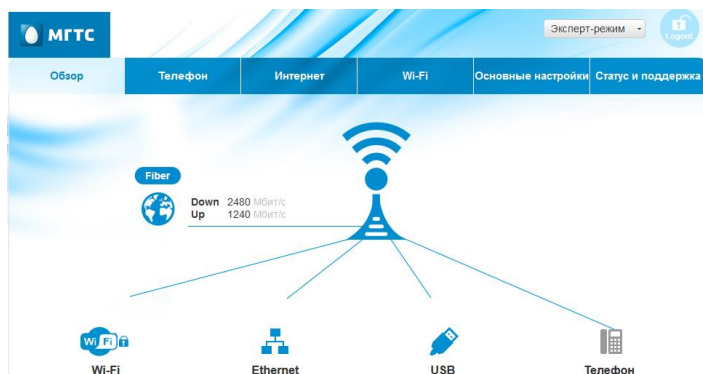 МГТС
Эксперт-режим
Logout
Обзор
Телефон
Интернет
Wi-Fi
Основные настройки
Статус и поддержка
Fiber
Down 2480 Мбит/с
Up 1240 Мбит/с
Wi Fi
Wi-Fi
Ethernet
USB
Телефон